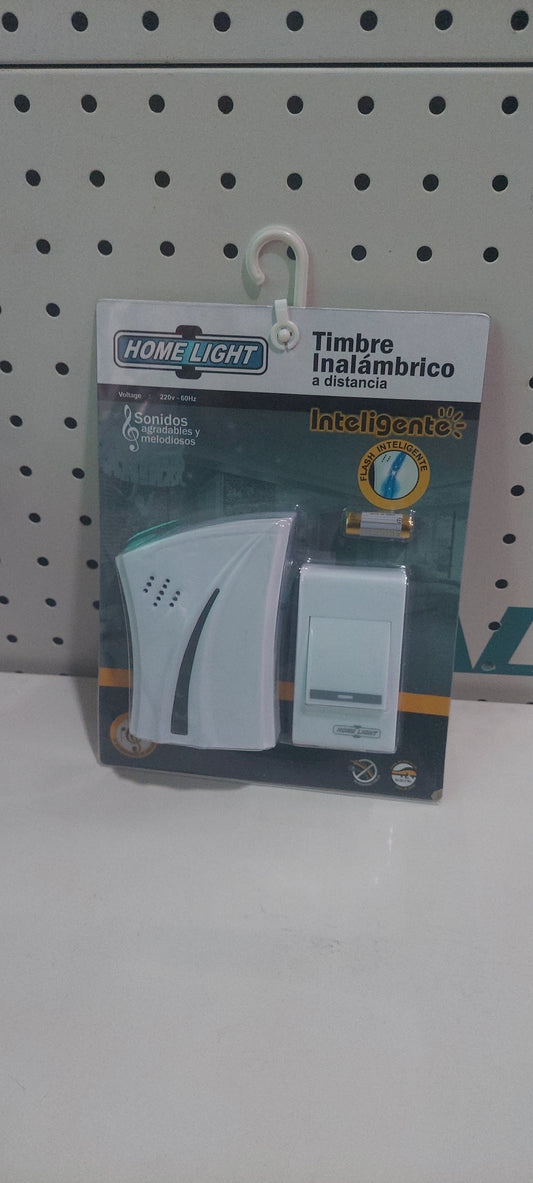 HOME LIGHT
Timbre
Inalámbrico
a distancia
Voltage : 220v - 60Hz
Sonidos
agradables y
melodiosos
Inteligente
FLASH INTELIGENTE
HOME LIGHT